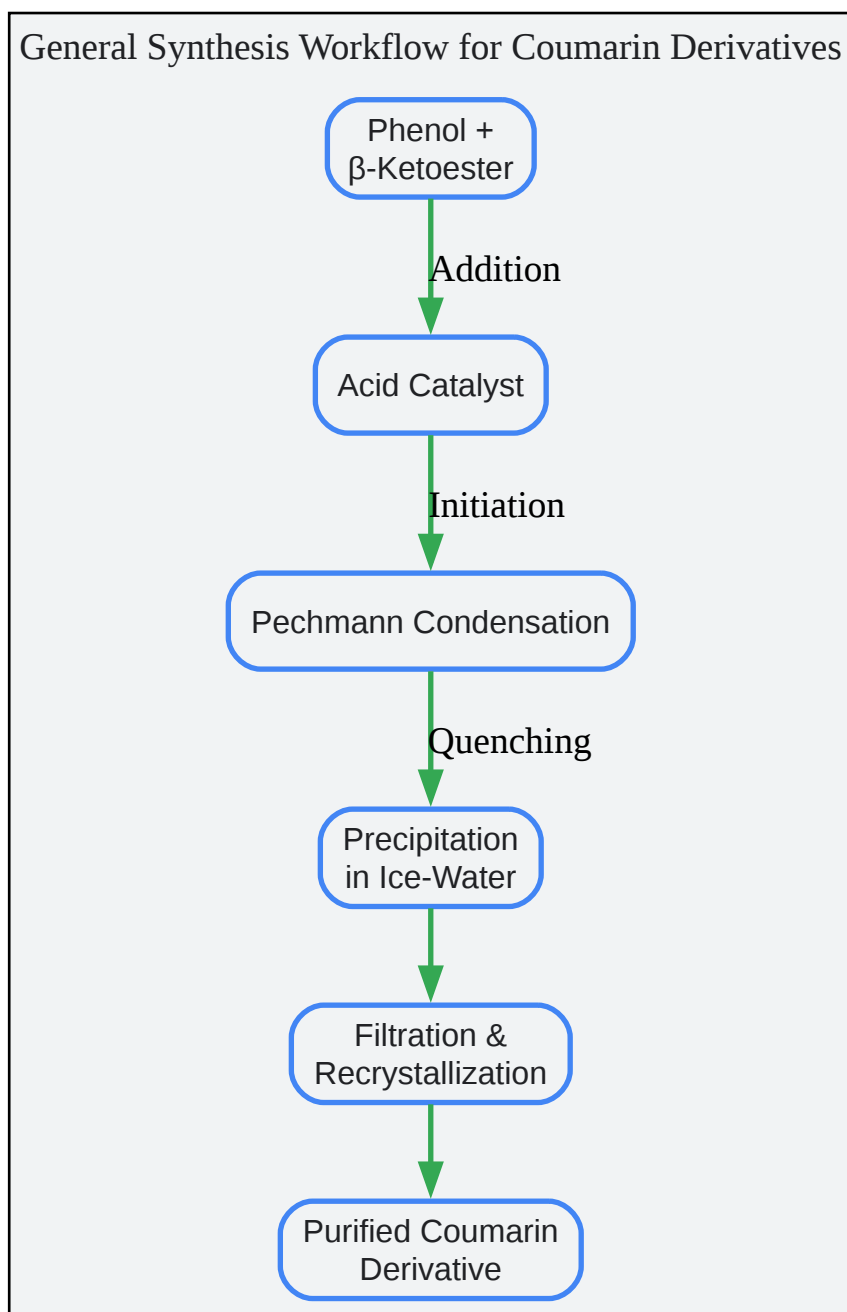 General Synthesis Workflow for Coumarin Derivatives
Phenol +
β-Ketoester
Addition
Acid Catalyst
Initiation
Pechmann Condensation
Quenching
Precipitation
in Ice-Water
Filtration &
Recrystallization
Purified Coumarin
Derivative